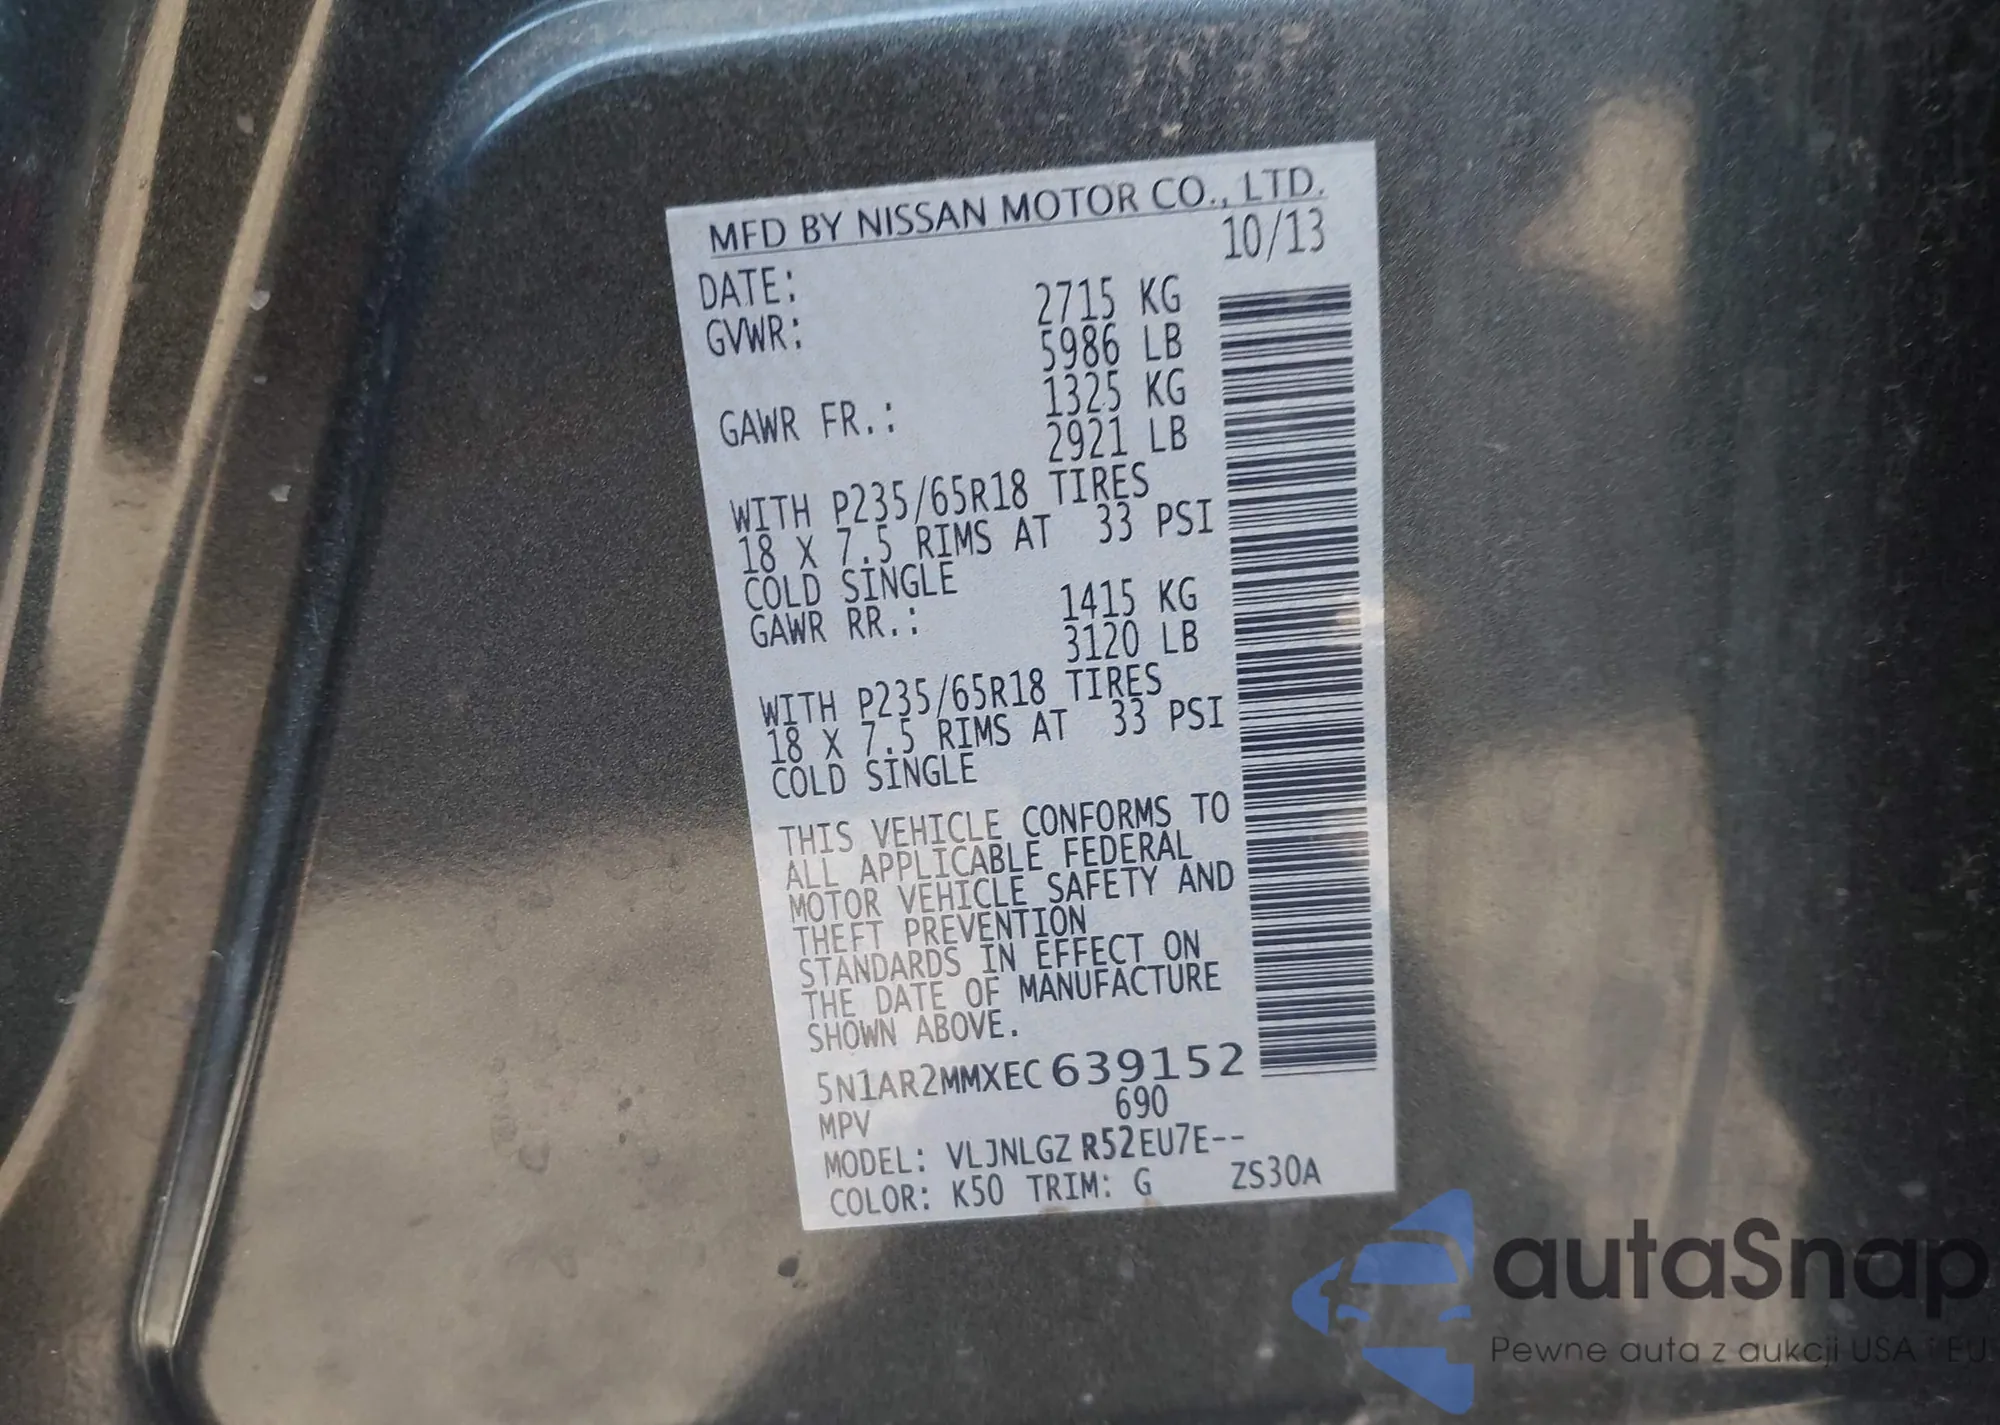 MFD BY NISSAN MOTOR CO., LTD.
DATE: 10/13
GVWR: 2715 KG
5986 LB
GAWR FR.: 1325 KG
2921 LB
WITH P235/65R18 TIRES
18 X 7.5 RIMS AT 33 PSI
COLD SINGLE
GAWR RR.: 1415 KG
3120 LB
WITH P235/65R18 TIRES
18 X 7.5 RIMS AT 33 PSI
COLD SINGLE
THIS VEHICLE CONFORMS TO
ALL APPLICABLE FEDERAL
MOTOR VEHICLE SAFETY AND
THEFT PREVENTION
STANDARDS IN EFFECT ON
THE DATE OF MANUFACTURE
SHOWN ABOVE.
5N1AR2MMXEC639152
MPV 690
MODEL: VLJNLGZ R52EU7E--
COLOR: K50 TRIM: G ZS30A
autaSnap
Pewne auta z aukcji USA i EU